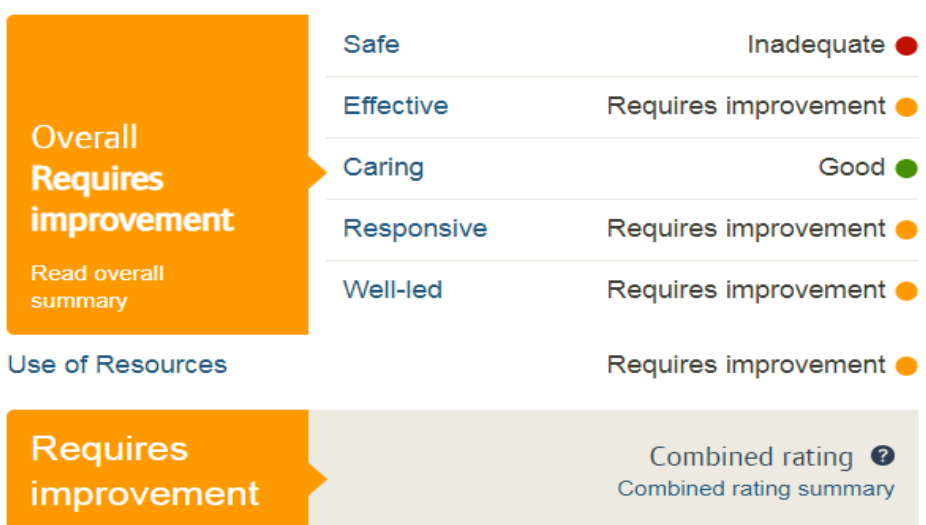 Overall
Requires
improvement
Read overall
summary
Safe Inadequate
Effective Requires improvement
Caring Good
Responsive Requires improvement
Well-led Requires improvement
Use of Resources Requires improvement
Requires
improvement
Combined rating ?
Combined rating summary